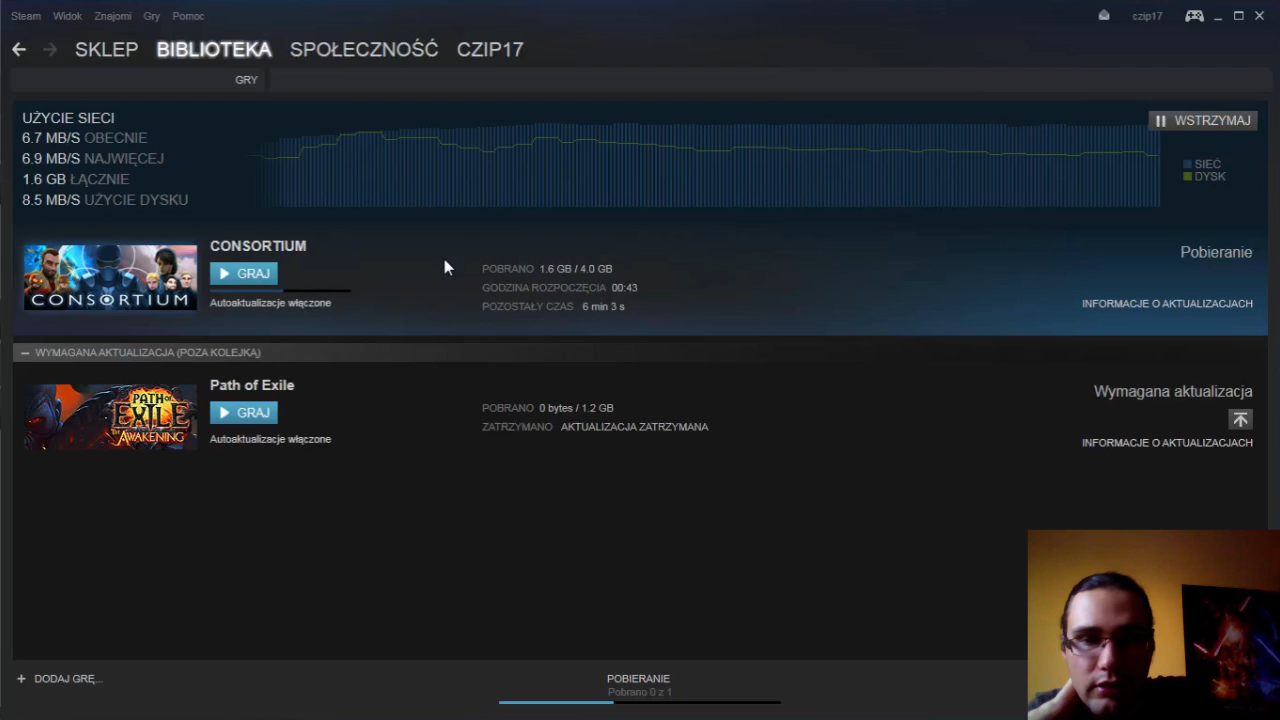 Steam Widok Znajomi Gry Pomoc czip17
SKLEP BIBLIOTEKA SPOŁECZNOŚĆ CZIP17
GRY
UŻYCIE SIECI
6.7 MB/S OBECNIE
6.9 MB/S NAJWIĘCEJ
1.6 GB ŁĄCZNIE
8.5 MB/S UŻYCIE DYSKU
WSTRZYMAJ
SIEĆ
DYSK
CONSORTIUM
CONSORTIUM
GRAJ
Autoaktualizacje włączone
POBRANO 1.6 GB / 4.0 GB
GODZINA ROZPOCZĘCIA 00:43
POZOSTAŁY CZAS 6 min 3 s
Pobieranie
INFORMACJE O AKTUALIZACJACH
WYMAGANA AKTUALIZACJA (POZA KOLEJKĄ)
PATH OF
EXILE
THE AWAKENING
Path of Exile
GRAJ
Autoaktualizacje włączone
POBRANO 0 bytes / 1.2 GB
ZATRZYMANO AKTUALIZACJA ZATRZYMANA
Wymagana aktualizacja
INFORMACJE O AKTUALIZACJACH
+ DODAJ GRĘ...
POBIERANIE
Pobrano 0 z 1